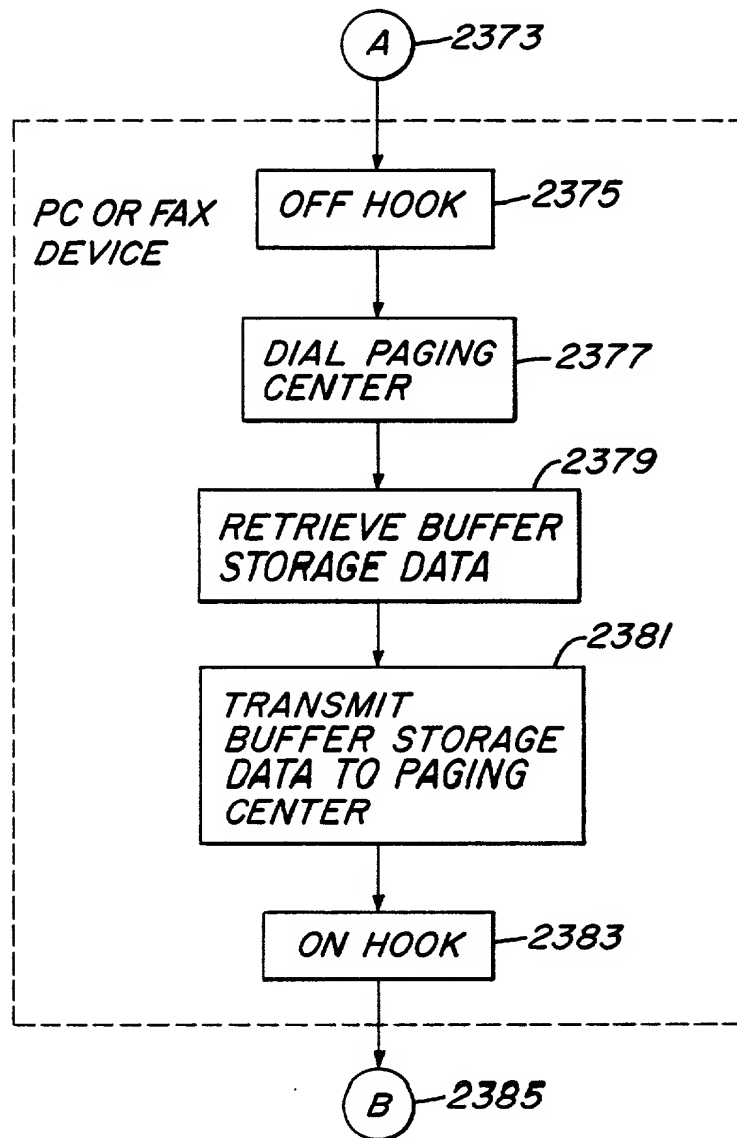 A 2373
PC OR FAX
DEVICE
OFF HOOK 2375
DIAL PAGING
CENTER
2377
2379
RETRIEVE BUFFER
STORAGE DATA
2381
TRANSMIT
BUFFER STORAGE
DATA TO PAGING
CENTER
ON HOOK 2383
B 2385